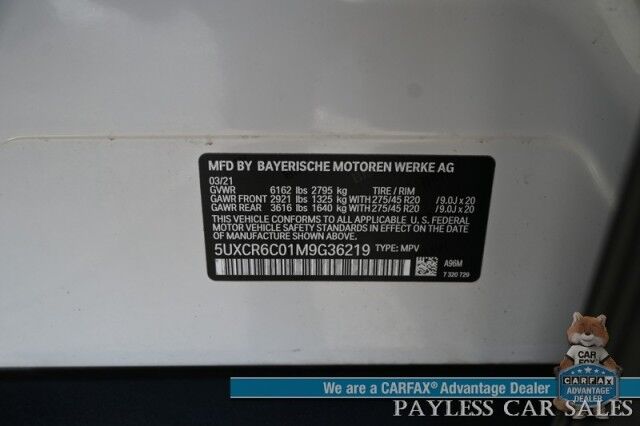 MFD BY BAYERISCHE MOTOREN WERKE AG
03/21
GVWR 6162 lbs 2795 kg TIRE / RIM
GAWR FRONT 2921 lbs 1325 kg WITH 275/45 R20 / 9.0J x 20
GAWR REAR 3616 lbs 1640 kg WITH 275/45 R20 / 9.0J x 20
THIS VEHICLE CONFORMS TO ALL APPLICABLE U. S. FEDERAL
MOTOR VEHICLE SAFETY STANDARDS IN EFFECT ON THE
DATE OF MANUFACTURE SHOWN ABOVE.
5UXCR6C01M9G36219 TYPE: MPV
A96M
7 320 729
CAR
FOX
CARFAX
ADVANTAGE
DEALER
We are a CARFAX® Advantage Dealer
PAYLESS CAR SALES